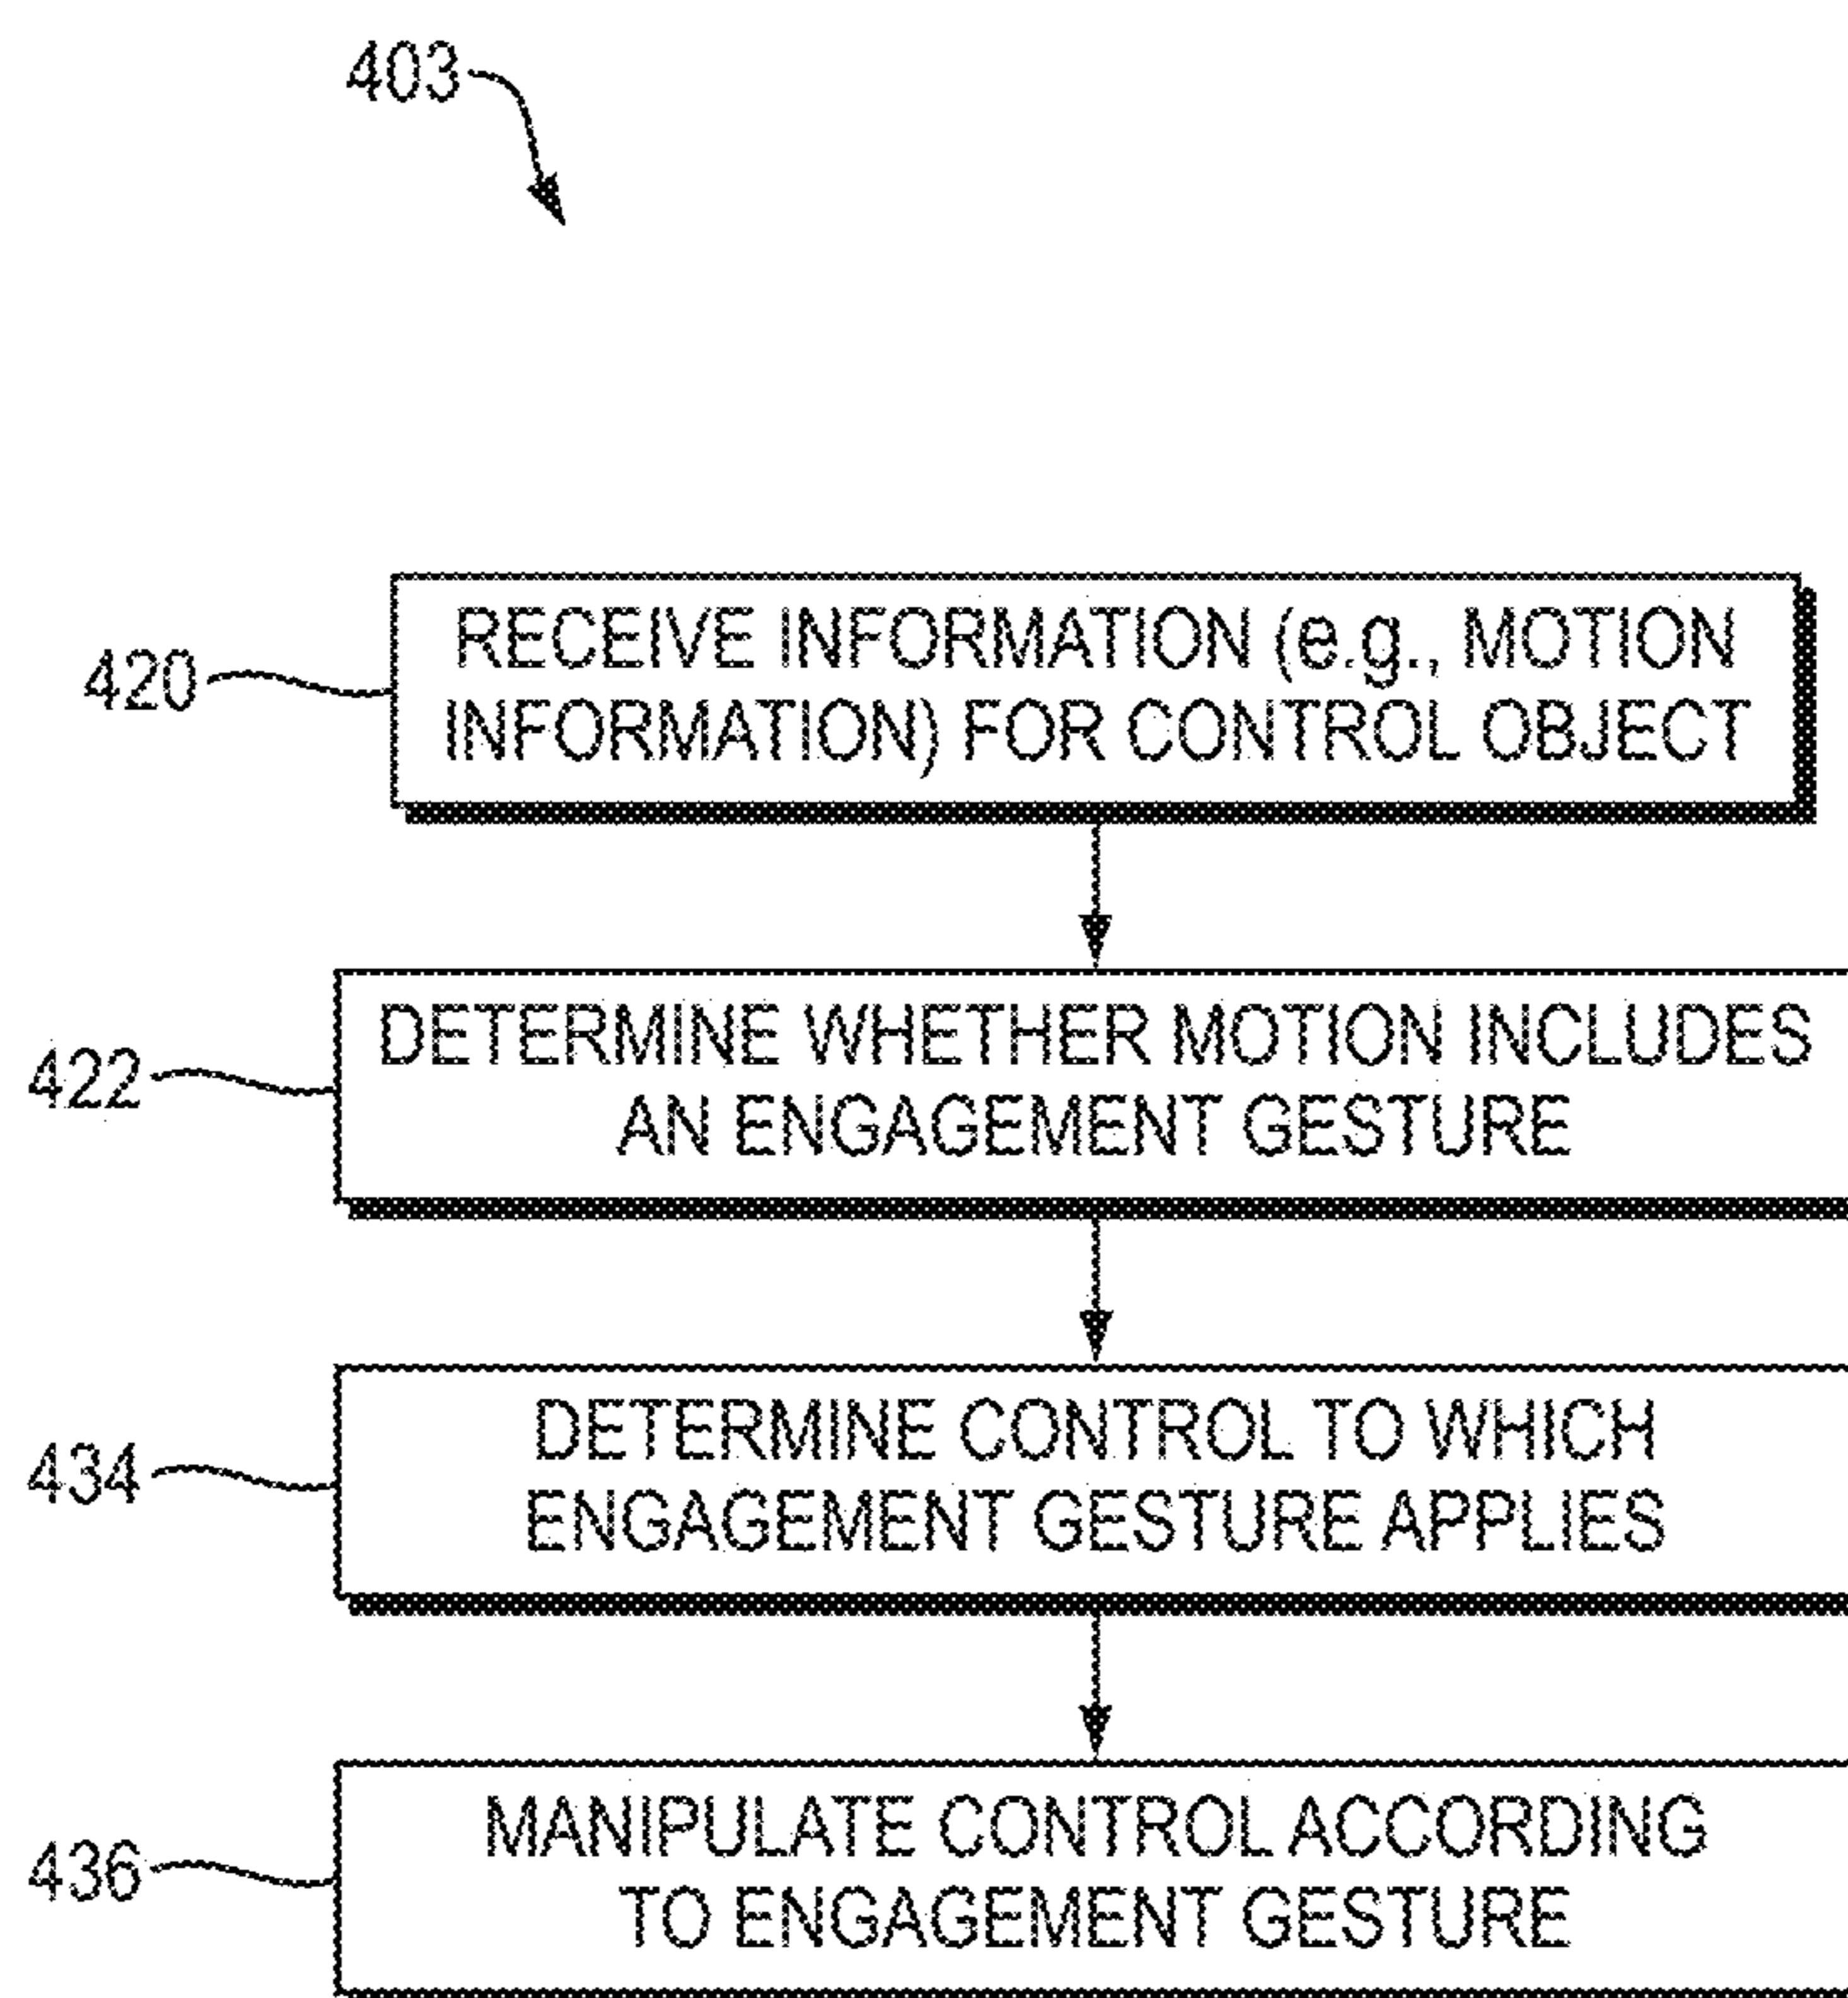 403
420
RECEIVE INFORMATION (e.g., MOTION
INFORMATION) FOR CONTROL OBJECT
422
DETERMINE WHETHER MOTION INCLUDES
AN ENGAGEMENT GESTURE
434
DETERMINE CONTROL TO WHICH
ENGAGEMENT GESTURE APPLIES
436
MANIPULATE CONTROL ACCORDING
TO ENGAGEMENT GESTURE